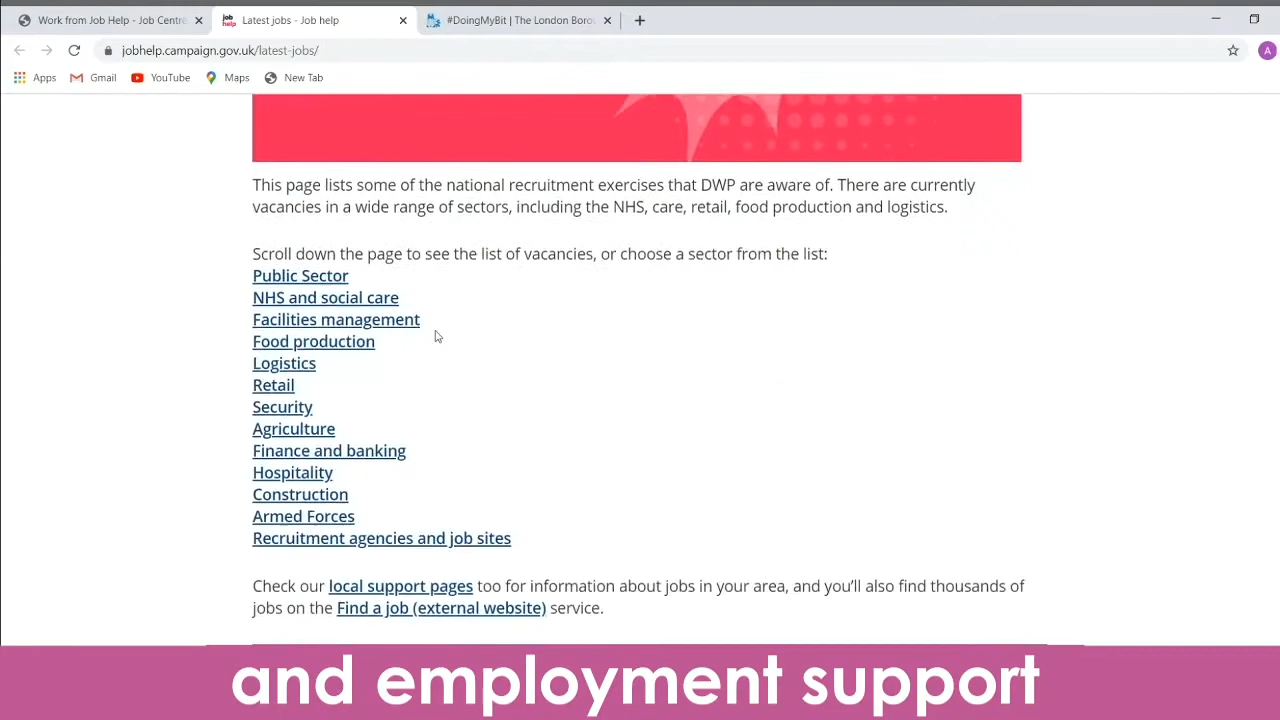 Work from Job Help - Job Centre
job help
Latest jobs - Job help
#DoingMyBit | The London Borou
jobhelp.campaign.gov.uk/latest-jobs/
A
Apps
Gmail
YouTube
Maps
New Tab
This page lists some of the national recruitment exercises that DWP are aware of. There are currently
vacancies in a wide range of sectors, including the NHS, care, retail, food production and logistics.
Scroll down the page to see the list of vacancies, or choose a sector from the list:
Public Sector
NHS and social care
Facilities management
Food production
Logistics
Retail
Security
Agriculture
Finance and banking
Hospitality
Construction
Armed Forces
Recruitment agencies and job sites
Check our local support pages too for information about jobs in your area, and you’ll also find thousands of
jobs on the Find a job (external website) service.
and employment support